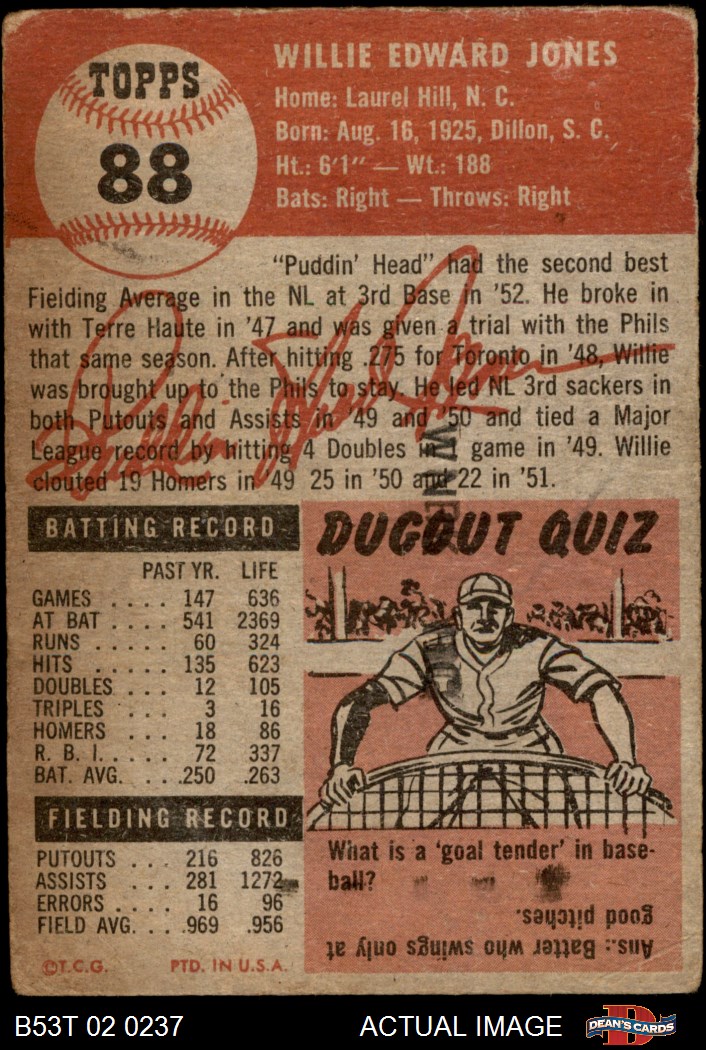 TOPPS
88
WILLIE EDWARD JONES
Home: Laurel Hill, N. C.
Born: Aug. 16, 1925, Dillon, S. C.
Ht.: 6'1" — Wt.: 188
Bats: Right — Throws: Right
"Puddin' Head" had the second best
Fielding Average in the NL at 3rd Base in '52. He broke in
with Terre Haute in '47 and was given a trial with the Phils
that same season. After hitting .275 for Toronto in '48, Willie
was brought up to the Phils to stay. He led NL 3rd sackers in
both Putouts and Assists in '49 and '50 and tied a Major
League record by hitting 4 Doubles in 1 game in '49. Willie
clouted 19 Homers in '49 25 in '50 and 22 in '51.
BATTING RECORD
PAST YR. LIFE
GAMES .... 147 636
AT BAT .... 541 2369
RUNS ..... 60 324
HITS ..... 135 623
DOUBLES .... 12 105
TRIPLES ... 3 16
HOMERS ... 18 86
R. B. I. .... 72 337
BAT. AVG. ... .250 .263
FIELDING RECORD
PUTOUTS ... 216 826
ASSISTS .... 281 1272
ERRORS .... 16 96
FIELD AVG. .. .969 .956
©T.C.G. PTD. IN U.S.A.
DUGOUT QUIZ
What is a 'goal tender' in base-
ball?
Ans.: Batter who swings only at
good pitches.
B53T 02 0237
ACTUAL IMAGE
DEAN'S CARDS